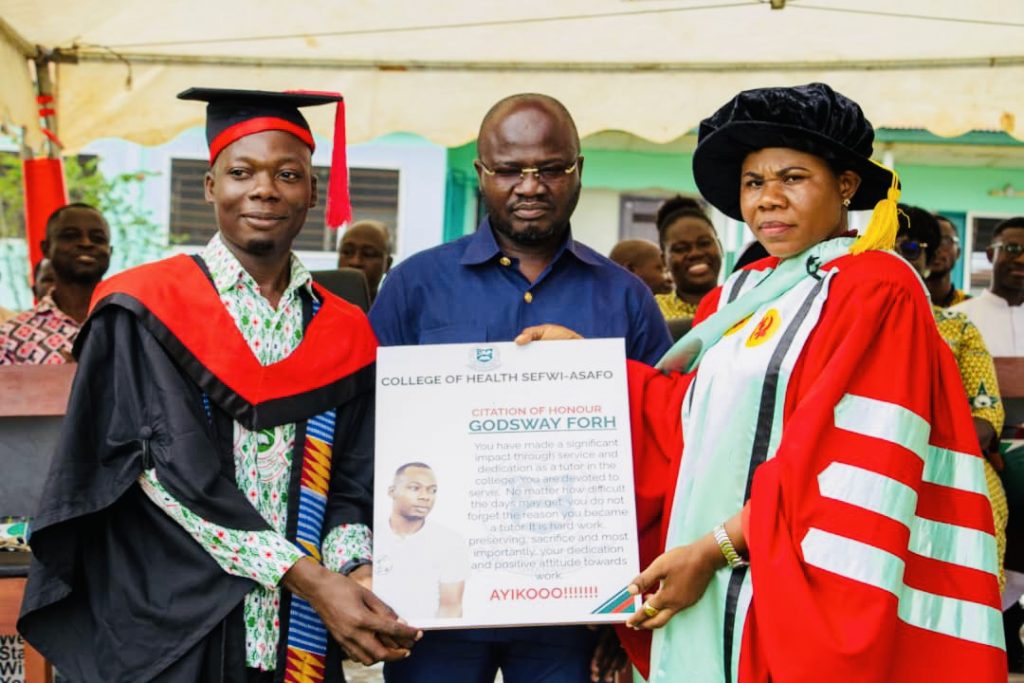 COLLEGE OF HEALTH SEFWI-ASAFO
CITATION OF HONOUR
GODSWAY FORH
You have made a significant
impact through service and
dedication as a tutor in the
college. You are devoted to
serve. No matter how difficult
the days may get you do not
forget the reason you became
a tutor. It is hard work,
preserving, sacrifice and most
importantly, your dedication
and positive attitude towards
work.
AYIKOOO!!!!!!!
We
Sta
Wit